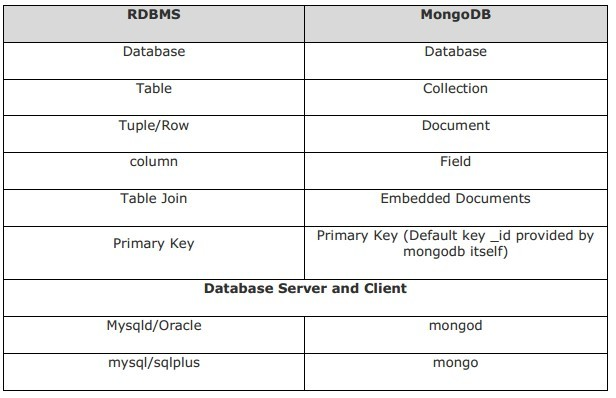 RDBMS MongoDB
Database Database
Table Collection
Tuple/Row Document
column Field
Table Join Embedded Documents
Primary Key Primary Key (Default key _id provided by
mongodb itself)
Database Server and Client
Mysqld/Oracle mongod
mysql/sqlplus mongo